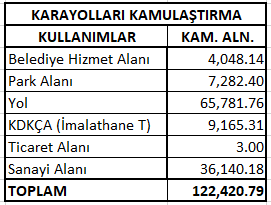 KARAYOLLARI KAMULAŞTIRMA
KULLANIMLAR KAM. ALN.
Belediye Hizmet Alanı 4,048.14
Park Alanı 7,282.40
Yol 65,781.76
KDKÇA (İmalathane T) 9,165.31
Ticaret Alanı 3.00
Sanayi Alanı 36,140.18
TOPLAM 122,420.79